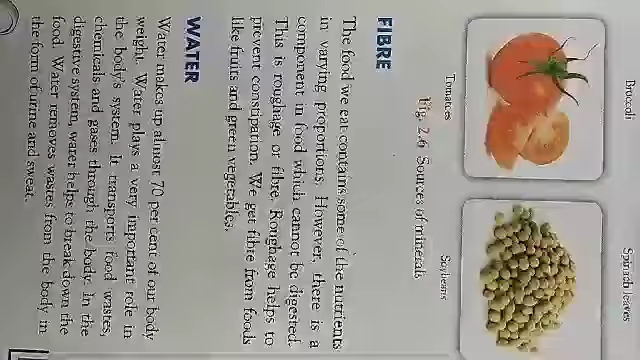 Broccoli
Spinach leaves
Tomatoes
Soybeans
Fig. 2.6 Sources of minerals
FIBRE
The food we eat contains some of the nutrients
in varying proportions. However, there is a
component in food which cannot be digested.
This is roughage or fibre. Roughage helps to
prevent constipation. We get fibre from foods
like fruits and green vegetables.
WATER
Water makes up almost 70 per cent of our body
weight. Water plays a very important role in
the body's system. It transports food wastes,
chemicals and gases through the body. In the
digestive system, water helps to break down the
food. Water removes wastes from the body in
the form of urine and sweat.